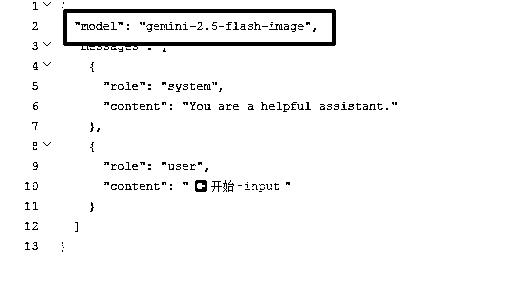 1
2 "model": "gemini-2.5-flash-image",
3 "messages": [
4 {
5 "role": "system",
6 "content": "You are a helpful assistant."
7 },
8 {
9 "role": "user",
10 "content": " 开始-input "
11 }
12 ]
13 }